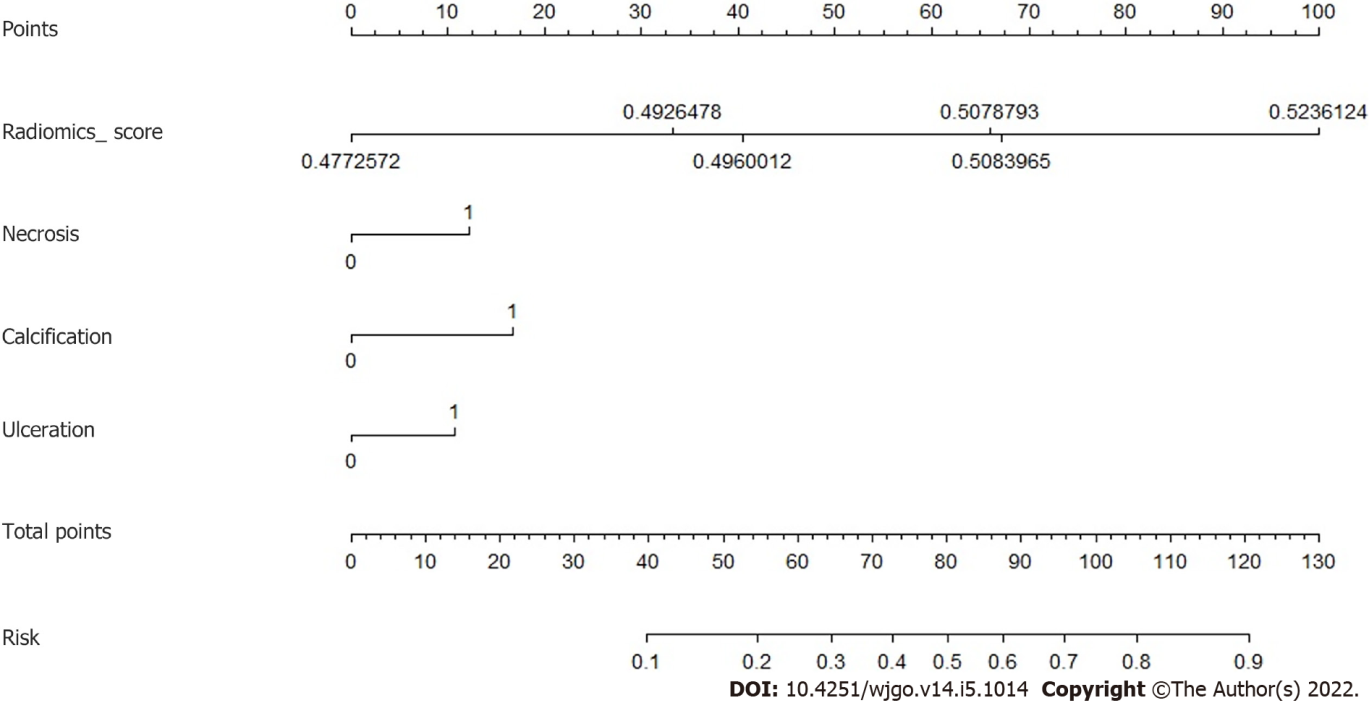 Points
0 10 20 30 40 50 60 70 80 90 100
Radiomics_ score
0.4926478 0.5078793 0.5236124
0.4772572 0.4960012 0.5083965
Necrosis
1
0
Calcification
1
0
Ulceration
1
0
Total points
0 10 20 30 40 50 60 70 80 90 100 110 120 130
Risk
0.1 0.2 0.3 0.4 0.5 0.6 0.7 0.8 0.9
DOI: 10.4251/wjgo.v14.i5.1014 Copyright ©The Author(s) 2022.